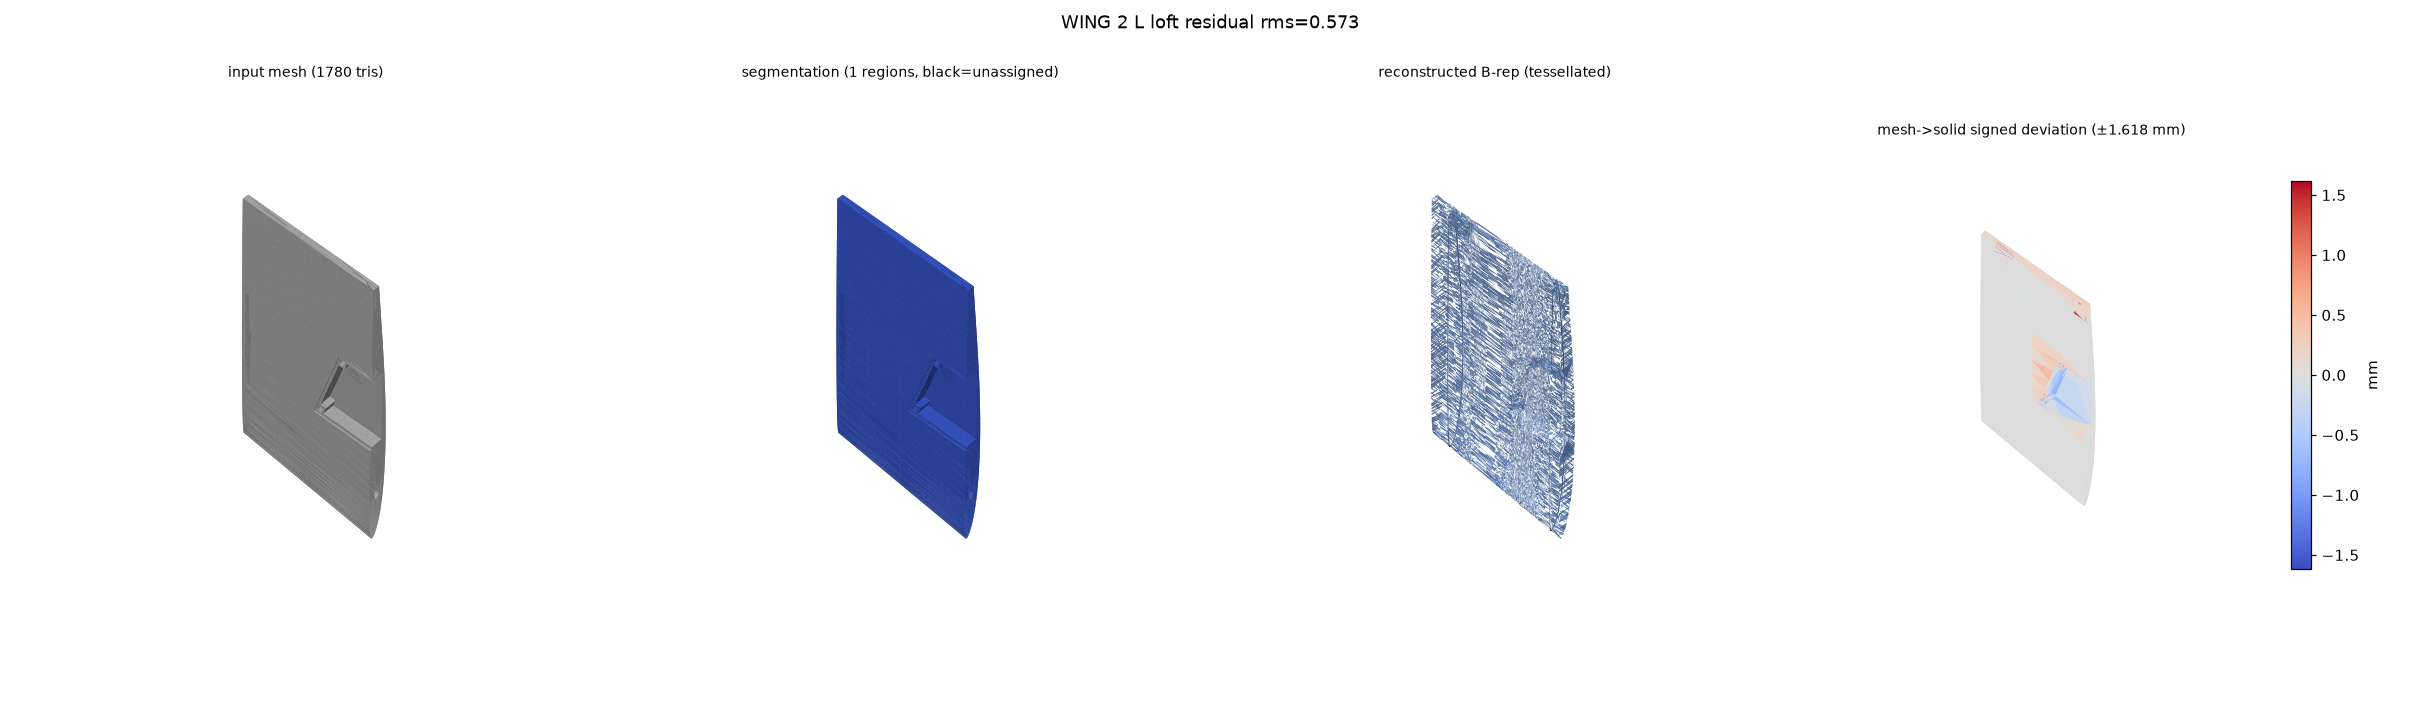 WING 2 L loft residual rms=0.573
input mesh (1780 tris)
segmentation (1 regions, black=unassigned)
reconstructed B-rep (tessellated)
mesh->solid signed deviation (±1.618 mm)
1.5
1.0
0.5
0.0
−0.5
−1.0
−1.5
mm